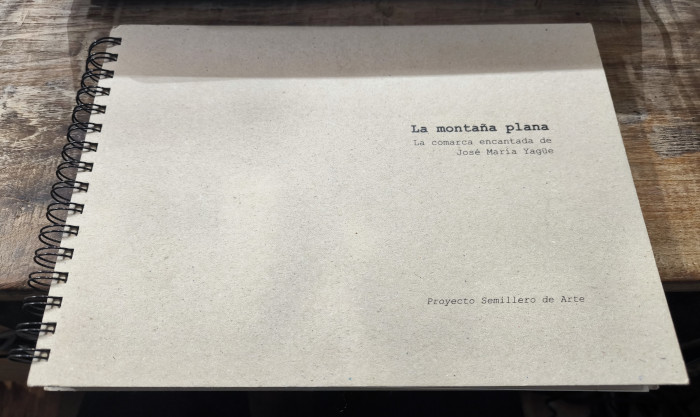 La montaña plana
La comarca encantada de
José María Yagüe
Proyecto Semillero de Arte